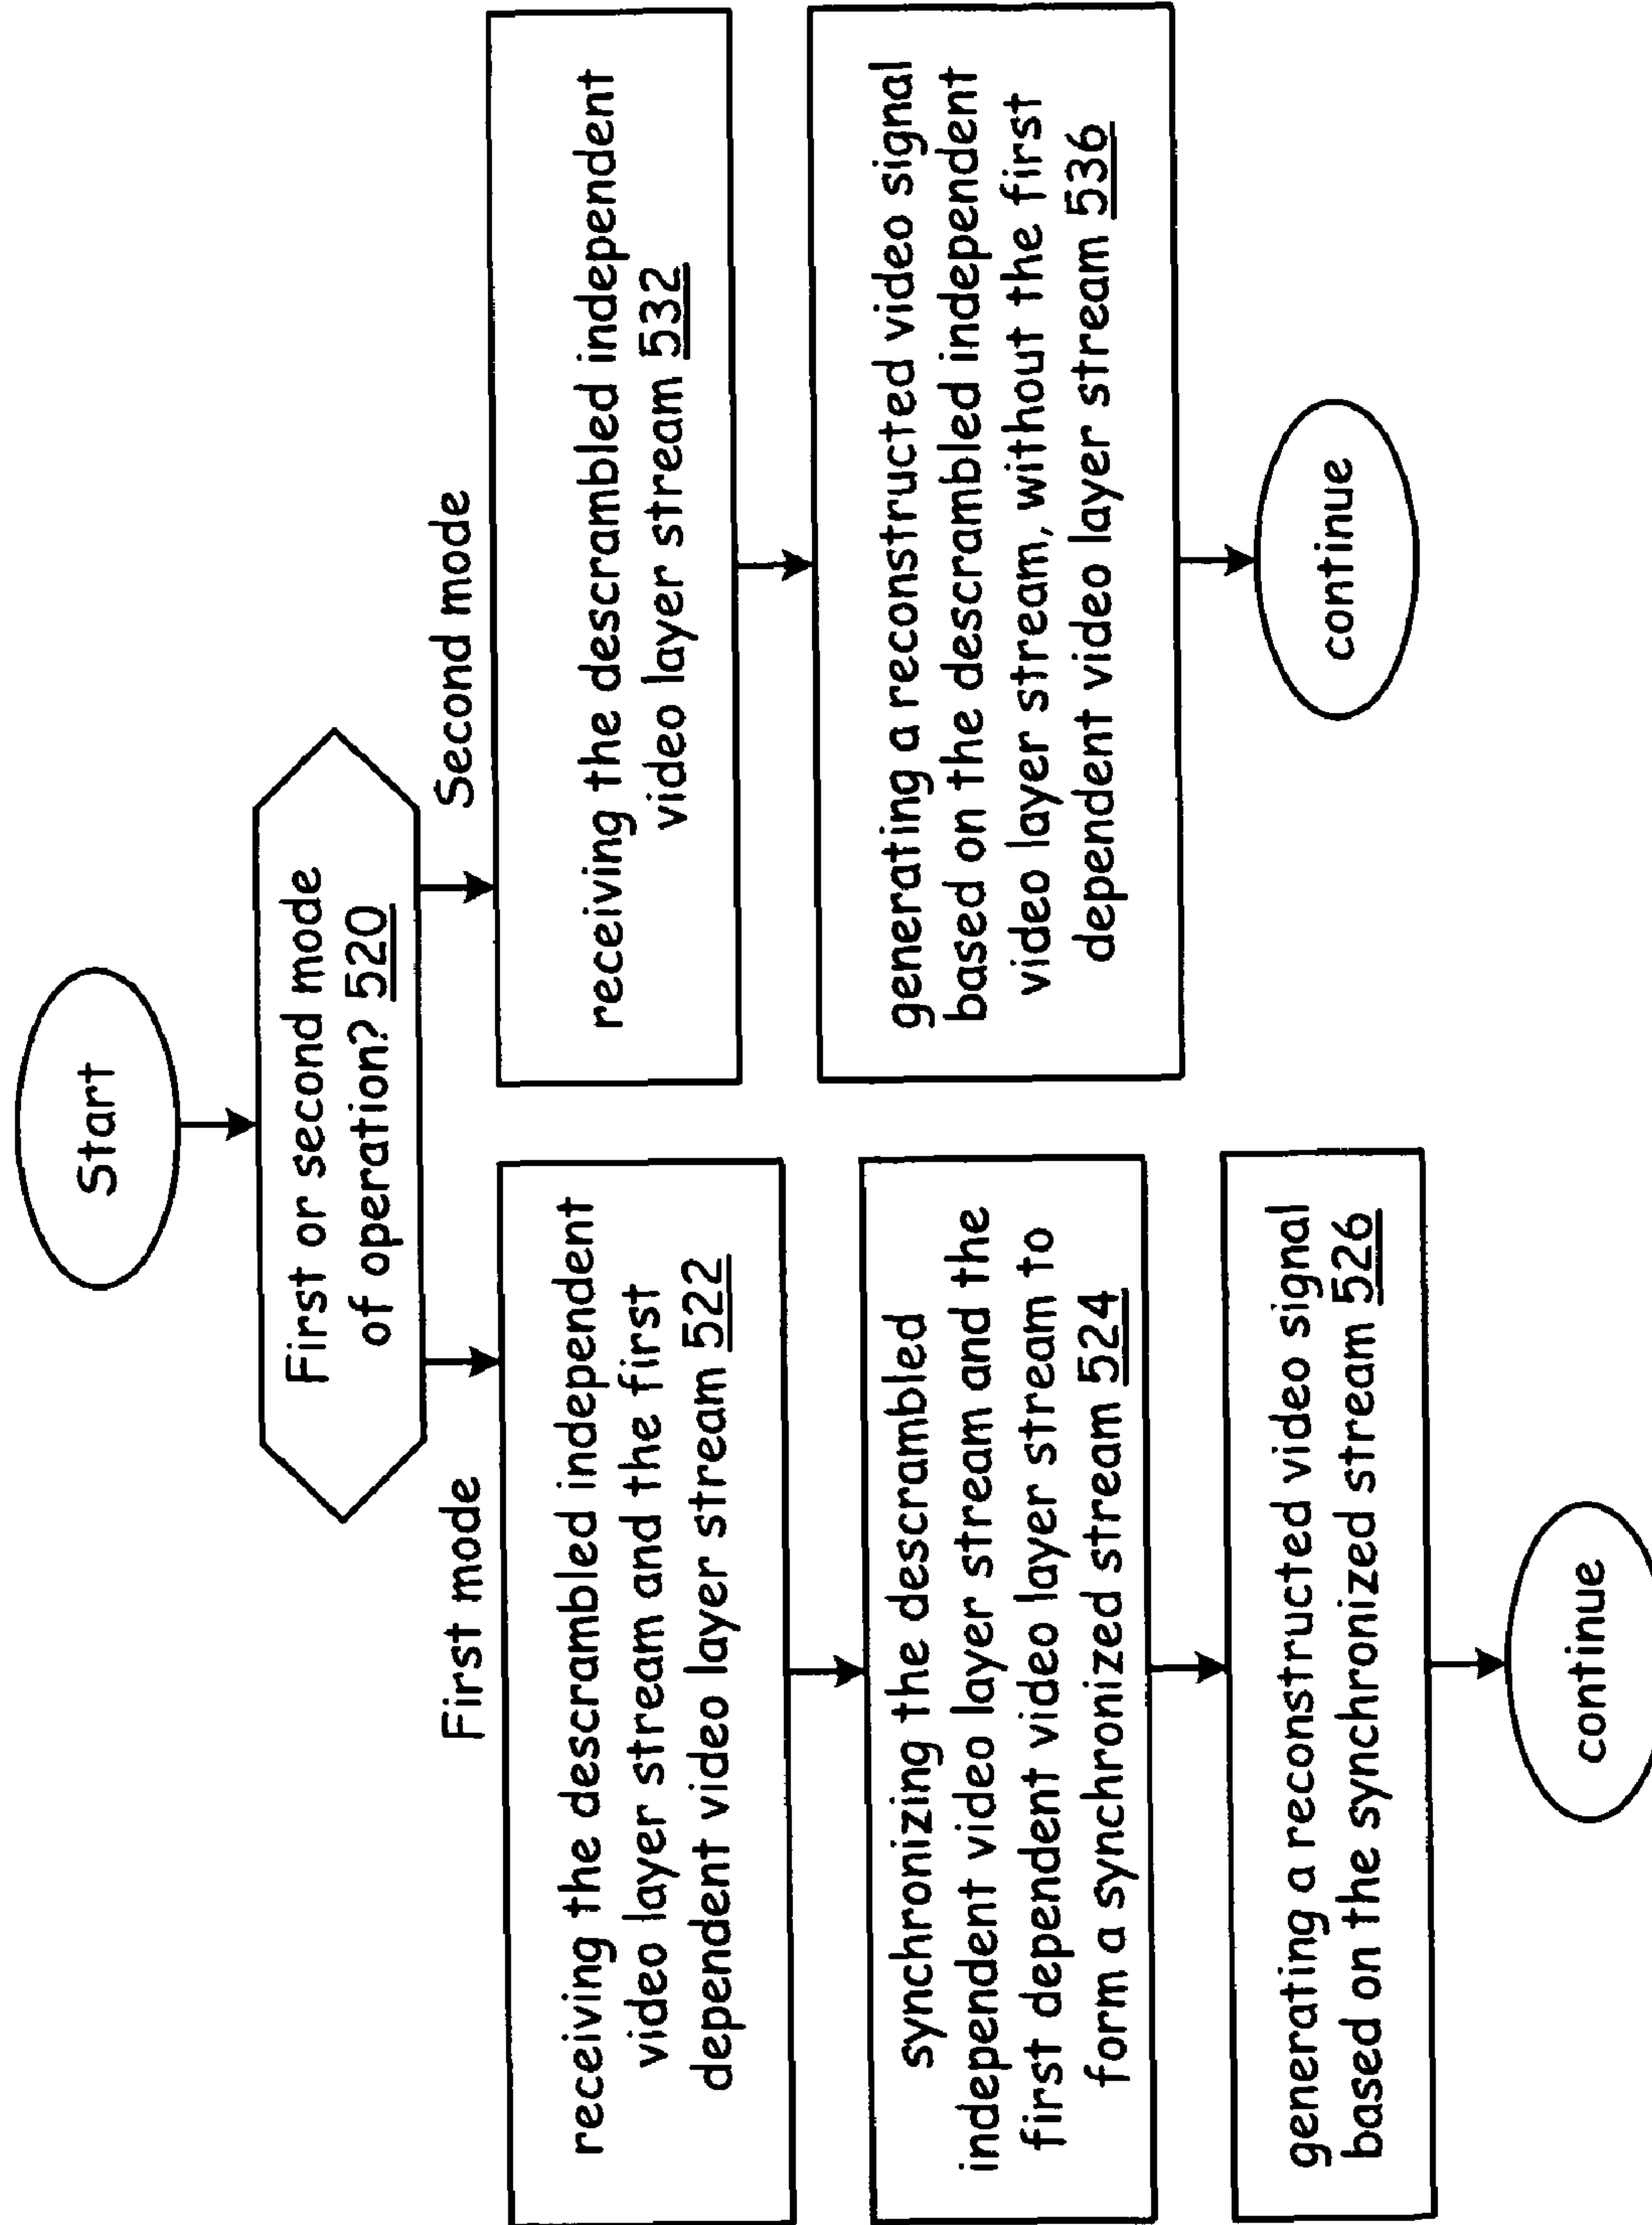 Start
First or second mode
of operation? 520
First mode
Second mode
receiving the descrambled independent
video layer stream and the first
dependent video layer stream 522
synchronizing the descrambled
independent video layer stream and the
first dependent video layer stream to
form a synchronized stream 524
generating a reconstructed video signal
based on the synchronized stream 526
continue
receiving the descrambled independent
video layer stream 532
generating a reconstructed video signal
based on the descrambled independent
video layer stream, without the first
dependent video layer stream 536
continue